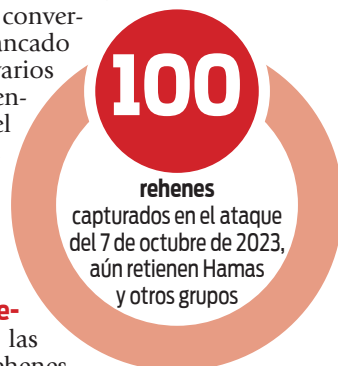 conver-
ancado
varios
en-
el
100
rehenes
capturados en el ataque
del 7 de octubre de 2023,
aún retienen Hamas
y otros grupos
e-
las
ehenes